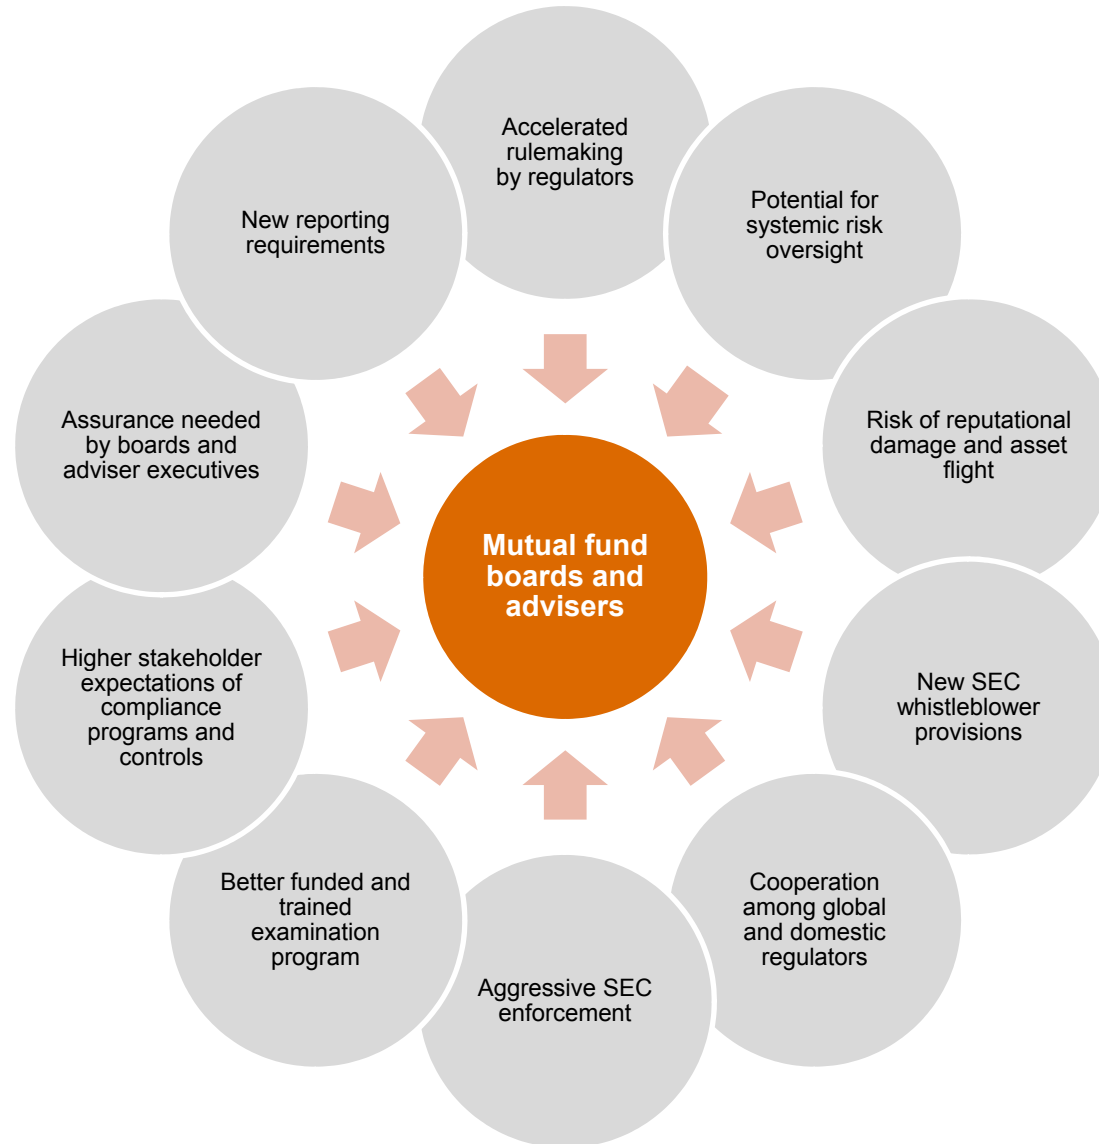 Accelerated
rulemaking
by regulators
Potential for
systemic risk
oversight
Risk of reputational
damage and asset
flight
New SEC
whistleblower
provisions
Cooperation
among global
and domestic
regulators
Aggressive SEC
enforcement
Better funded and
trained
examination
program
Higher stakeholder
expectations of
compliance
programs and
controls
Assurance needed
by boards and
adviser executives
New reporting
requirements
Mutual fund
boards and
advisers